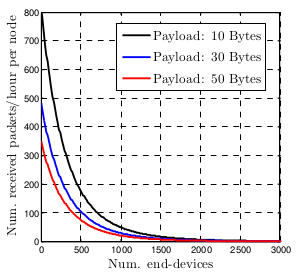 Num. received packets/hour per node
800
700
600
500
400
300
200
100
0
Payload: 10 Bytes
Payload: 30 Bytes
Payload: 50 Bytes
0 500 1000 1500 2000 2500 3000
Num. end-devices